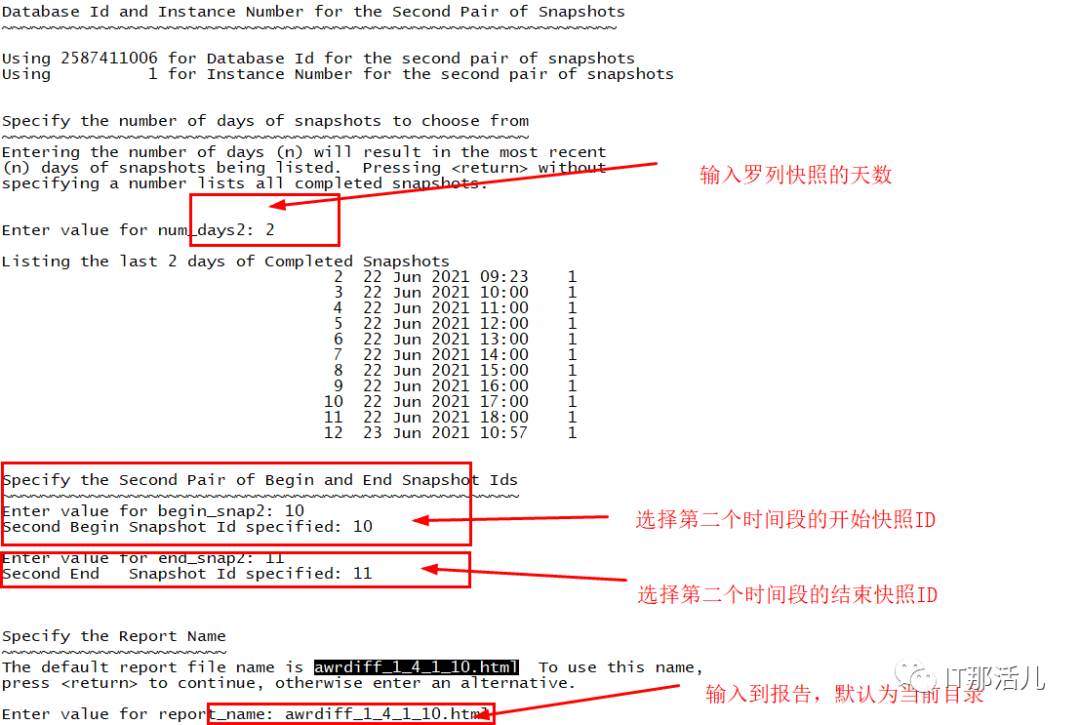 Database Id and Instance Number for the Second Pair of Snapshots
~~~~~~~~~~~~~~~~~~~~~~~~~~~~~~~~~~~~~~~~~~~~~~~~~~~~~~~~~~~~~~~~
Using 2587411006 for Database Id for the second pair of snapshots
Using          1 for Instance Number for the second pair of snapshots
Specify the number of days of snapshots to choose from
~~~~~~~~~~~~~~~~~~~~~~~~~~~~~~~~~~~~~~~~~~~~~~~~~~~~~~
Entering the number of days (n) will result in the most recent
(n) days of snapshots being listed.  Pressing <return> without
specifying a number lists all completed snapshots.
输入罗列快照的天数
Enter value for num_days2: 2
Listing the last 2 days of Completed Snapshots
2  22 Jun 2021 09:23    1
3  22 Jun 2021 10:00    1
4  22 Jun 2021 11:00    1
5  22 Jun 2021 12:00    1
6  22 Jun 2021 13:00    1
7  22 Jun 2021 14:00    1
8  22 Jun 2021 15:00    1
9  22 Jun 2021 16:00    1
10  22 Jun 2021 17:00    1
11  22 Jun 2021 18:00    1
12  23 Jun 2021 10:57    1
Specify the Second Pair of Begin and End Snapshot Ids
~~~~~~~~~~~~~~~~~~~~~~~~~~~~~~~~~~~~~~~~~~~~~~~~~~~~~
Enter value for begin_snap2: 10
Second Begin Snapshot Id specified: 10
选择第二个时间段的开始快照ID
Enter value for end_snap2: 11
Second End   Snapshot Id specified: 11
选择第二个时间段的结束快照ID
Specify the Report Name
~~~~~~~~~~~~~~~~~~~~~~~
The default report file name is awrdiff_1_4_1_10.html  To use this name,
press <return> to continue, otherwise enter an alternative.
IT那活儿
输入到报告，默认为当前目录
Enter value for report_name: awrdiff_1_4_1_10.html